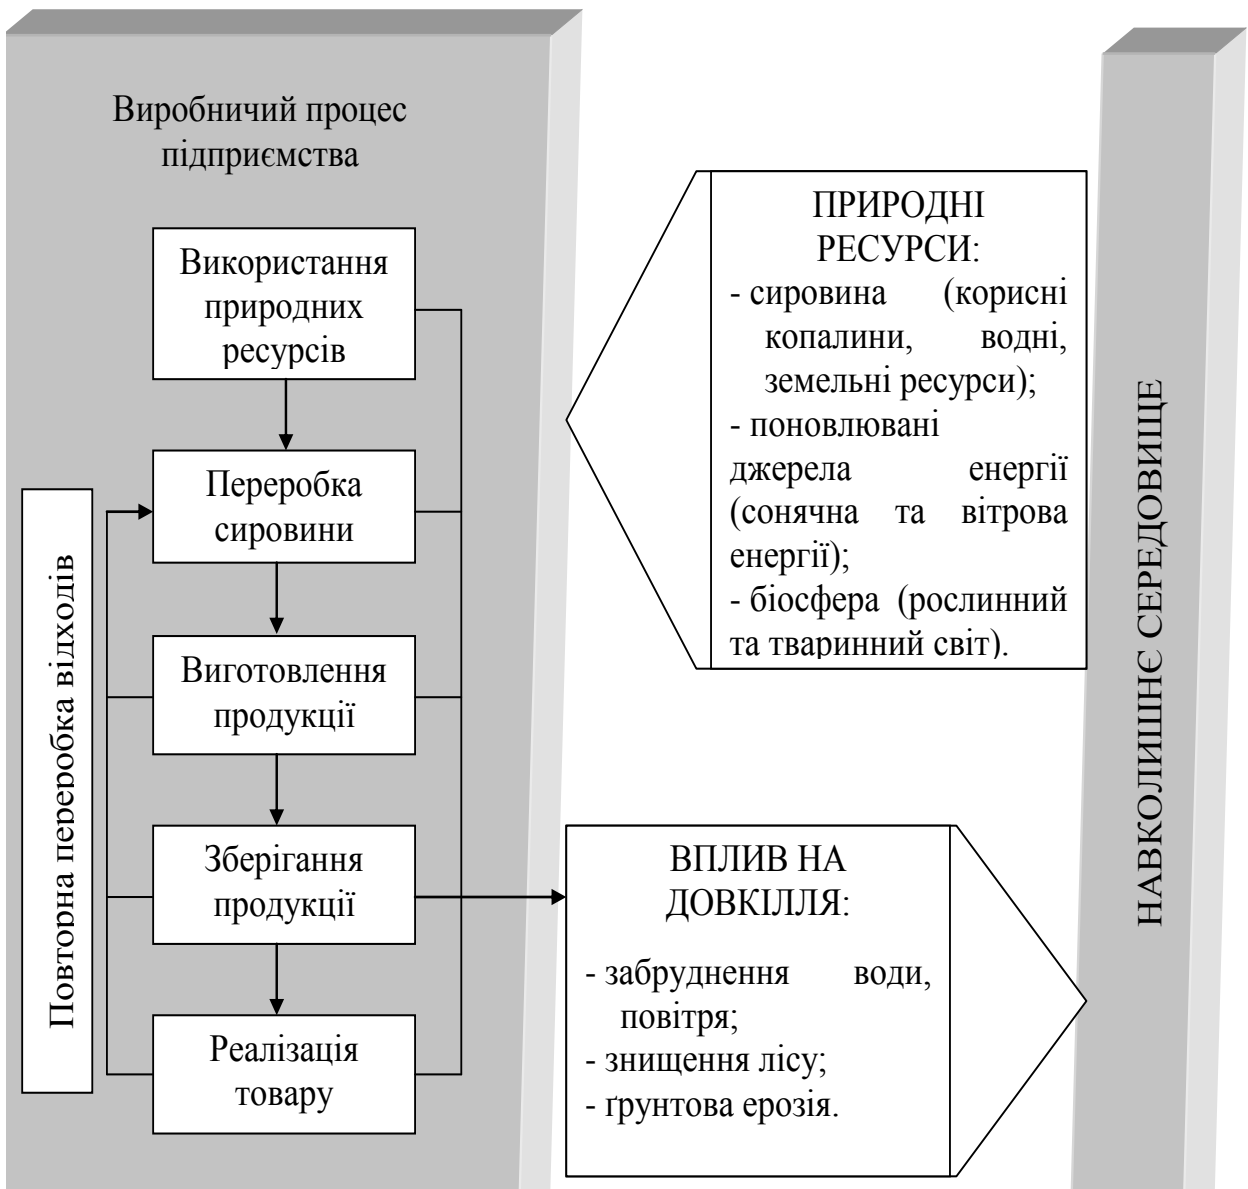 Виробничий процес
підприємства
Використання
природних
ресурсів
Переробка
сировини
Виготовлення
продукції
Зберігання
продукції
Реалізація
товару
Повторна переробка відходів
ПРИРОДНІ
РЕСУРСИ:
- сировина (корисні
копалини, водні,
земельні ресурси);
- поновлювані
джерела енергії
(сонячна та вітрова
енергії);
- біосфера (рослинний
та тваринний світ).
ВПЛИВ НА
ДОВКІЛЛЯ:
- забруднення води,
повітря;
- знищення лісу;
- ґрунтова ерозія.
НАВКОЛИШНЄ СЕРЕДОВИЩЕ